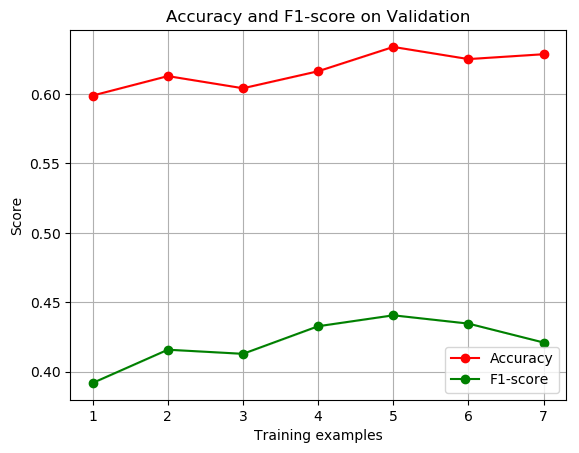 Accuracy and F1-score on Validation
Score
0.60
0.55
0.50
0.45
0.40
Accuracy
F1-score
1 2 3 4 5 6 7
Training examples